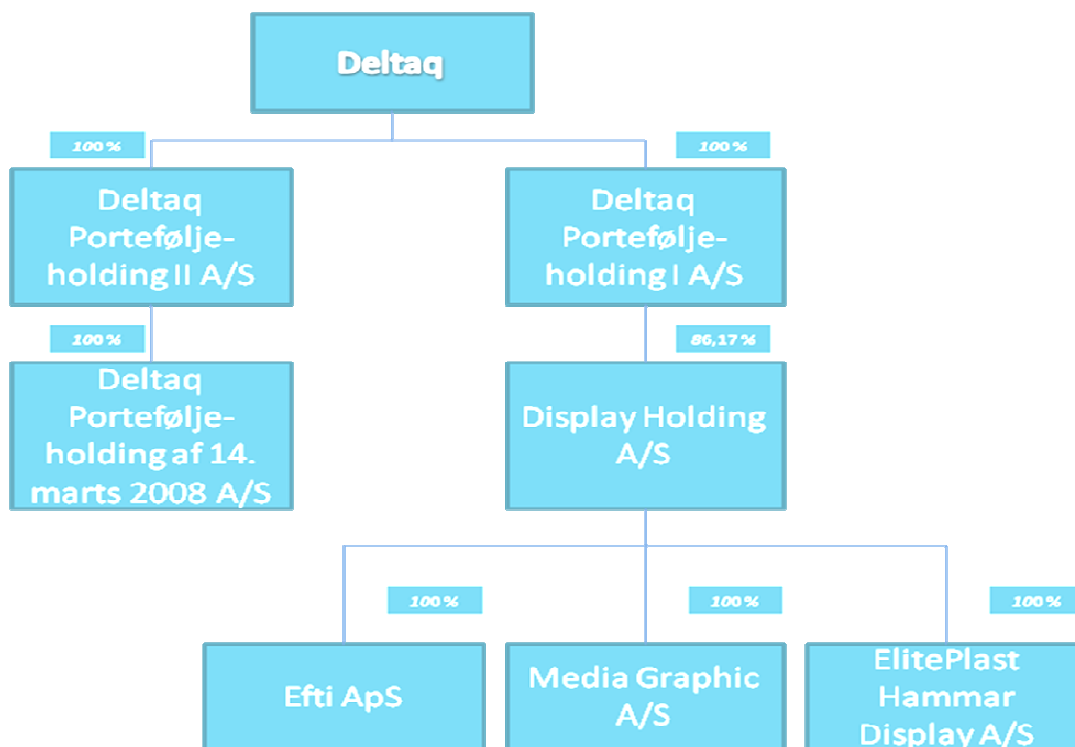 Deltaq
100 %
100 %
Deltaq
Portefølje-
holding II A/S
Deltaq
Portefølje-
holding I A/S
100 %
86,17 %
Deltaq
Portefølje-
holding af 14.
marts 2008 A/S
Display Holding
A/S
100 %
100 %
100 %
Efti ApS
Media Graphic
A/S
ElitePlast
Hammar
Display A/S